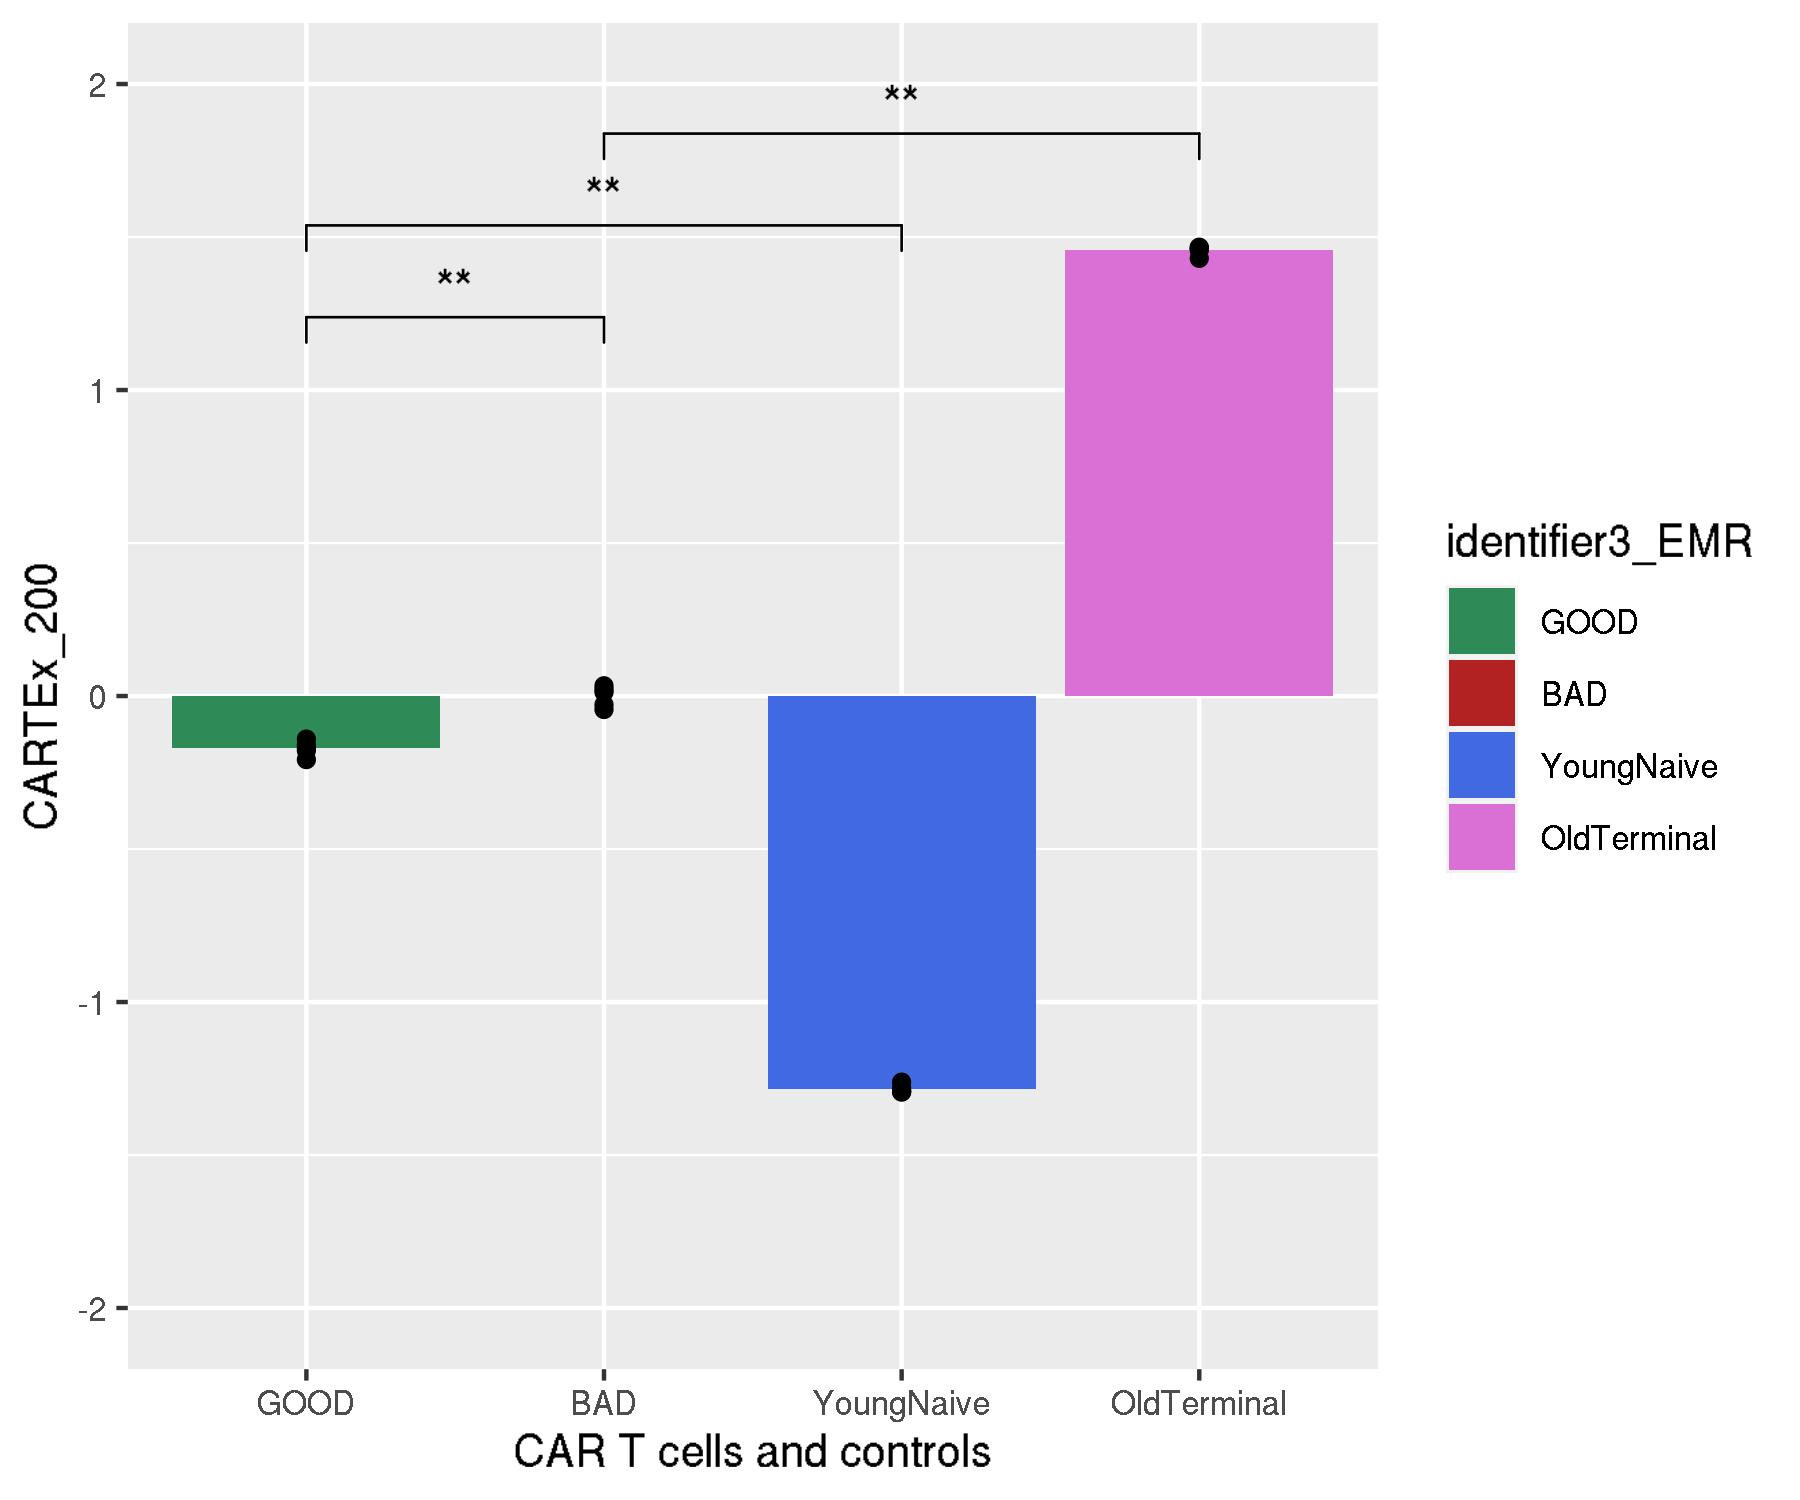 CARTEx_200
2
1
0
-1
-2
**
**
**
GOOD
BAD
YoungNaive
OldTerminal
CAR T cells and controls
identifier3_EMR
GOOD
BAD
YoungNaive
OldTerminal